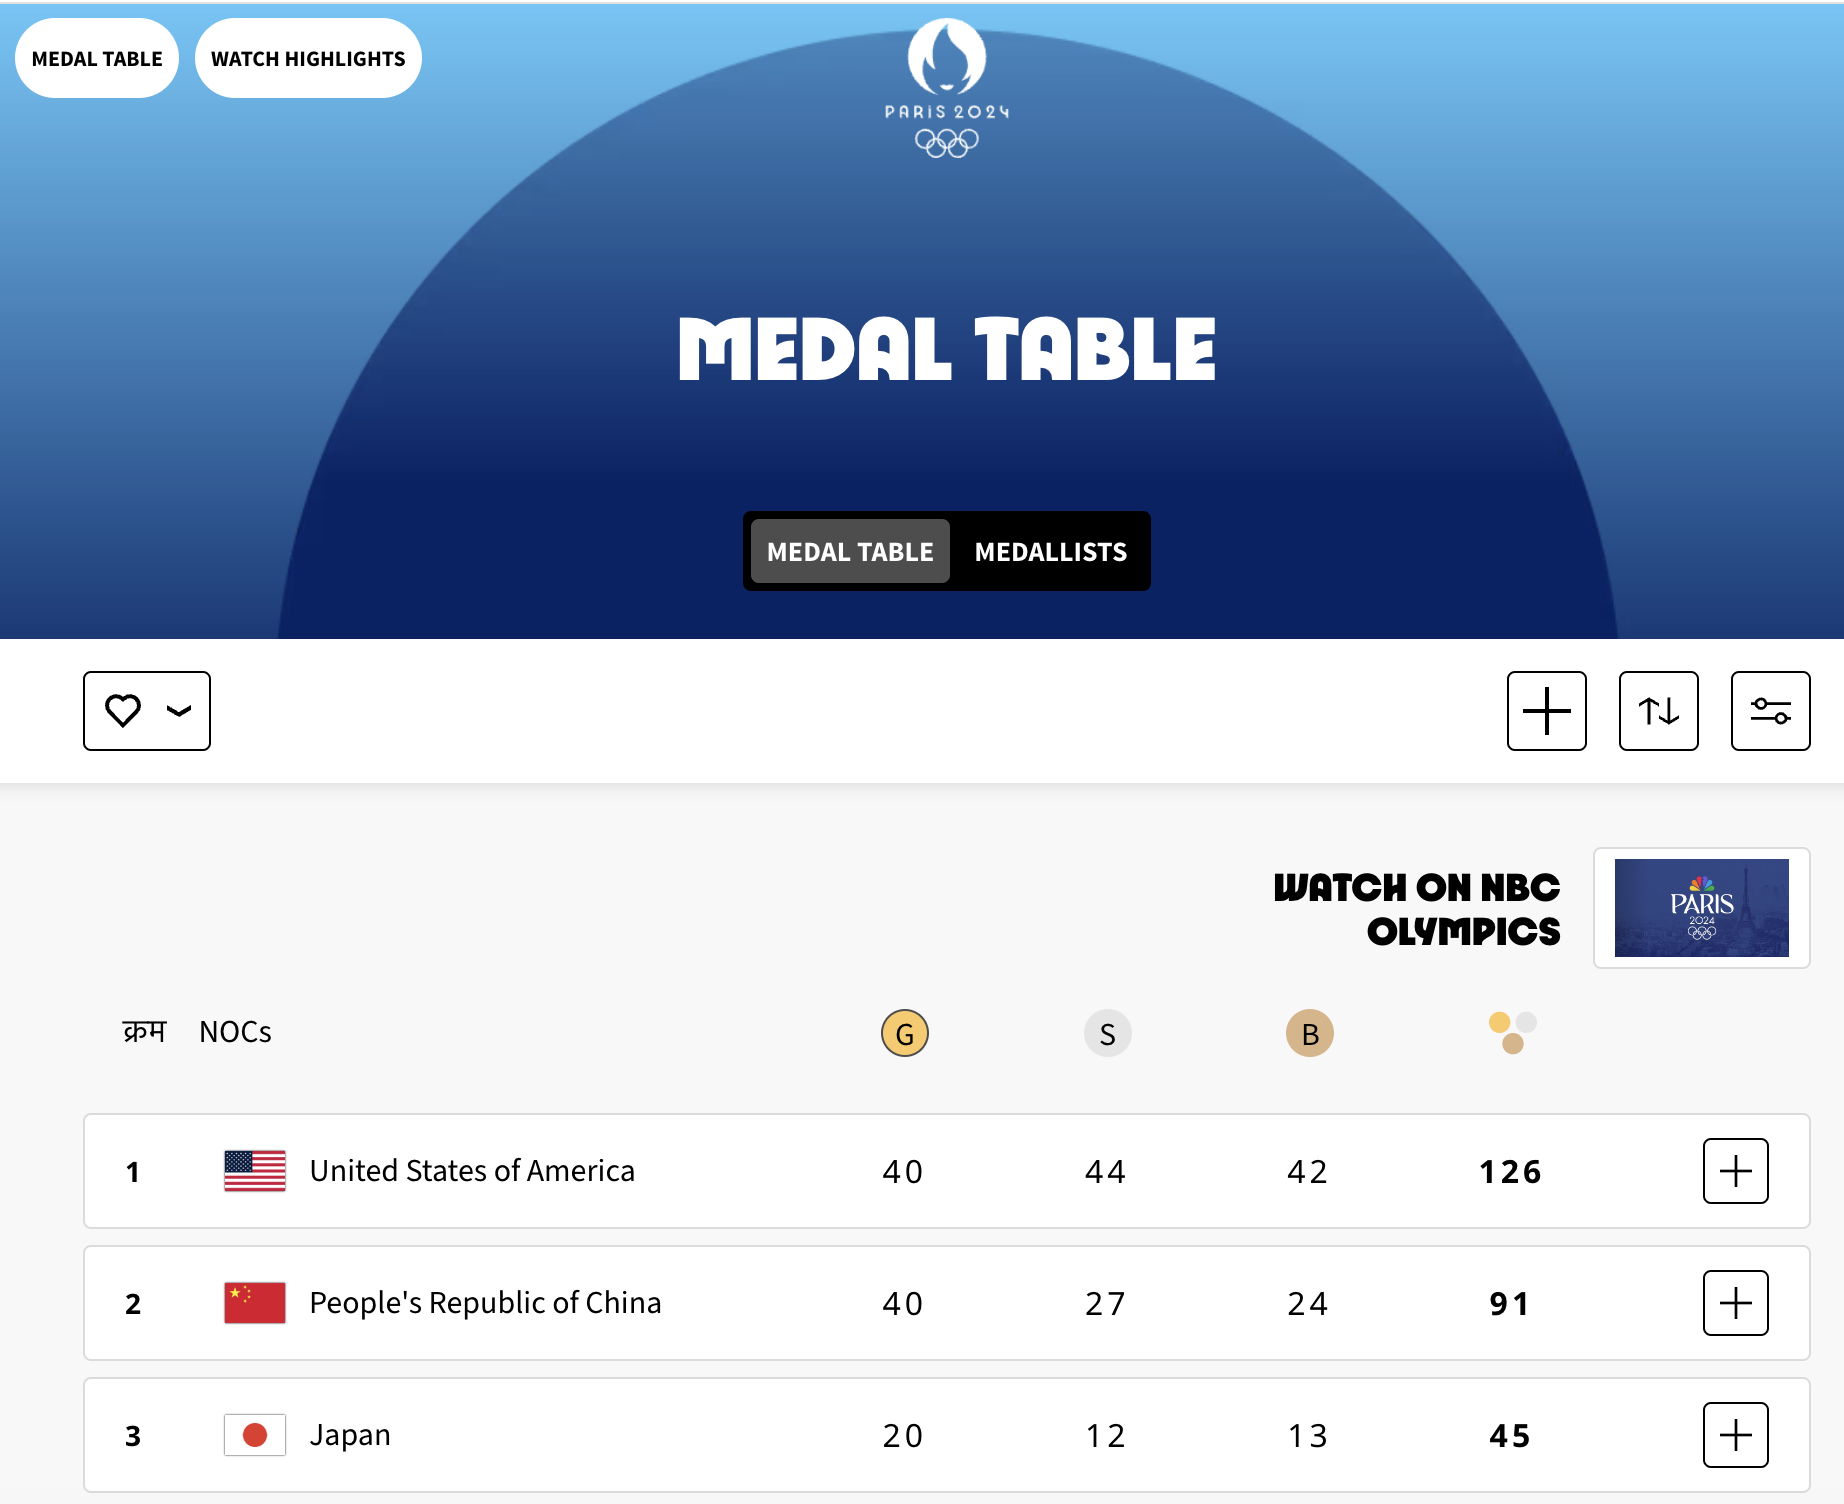 MEDAL TABLE WATCH HIGHLIGHTS
PARIS 2024
MEDAL TABLE
MEDAL TABLE MEDALLISTS
WATCH ON NBC
OLYMPICS
PARIS
2024
क्रम NOCs G S B
1 United States of America 40 44 42 126
2 People's Republic of China 40 27 24 91
3 Japan 20 12 13 45